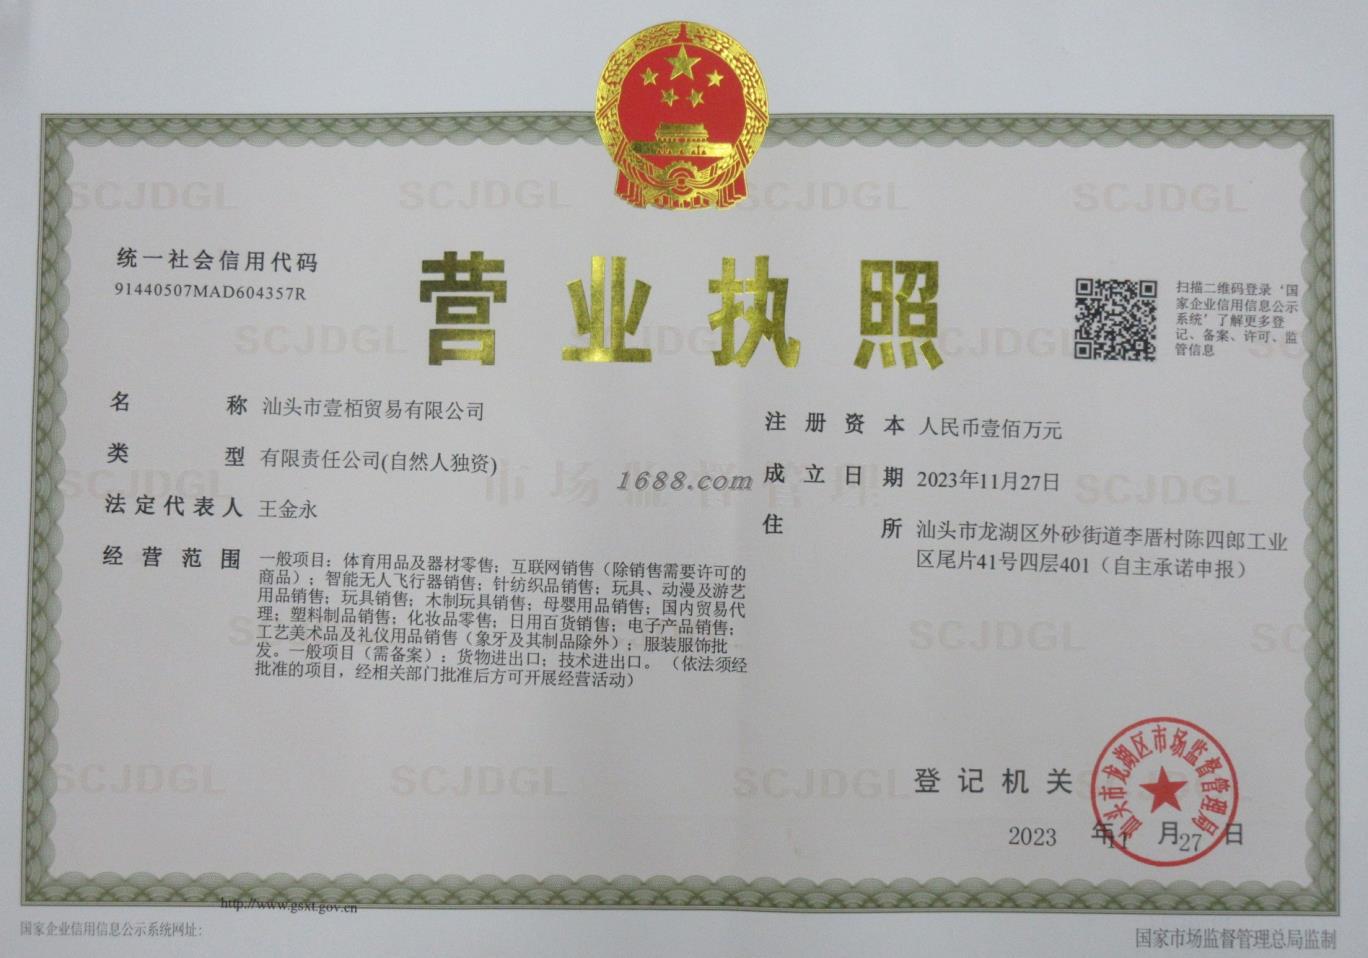 营业执照
统一社会信用代码
91440507MAD604357R
扫描二维码登录‘国
家企业信用信息公示
系统’了解更多登
记、备案、许可、监
管信息
名称 汕头市壹栢贸易有限公司
类型 有限责任公司(自然人独资)
法定代表人 王金永
经营范围 一般项目：体育用品及器材零售；互联网销售（除销售需要许可的
商品）；智能无人飞行器销售；针纺织品销售；玩具、动漫及游艺
用品销售；玩具销售；木制玩具销售；母婴用品销售；国内贸易代
理；塑料制品销售；化妆品零售；日用百货销售；电子产品销售；
工艺美术品及礼仪用品销售（象牙及其制品除外）；服装服饰批
发。一般项目（需备案）：货物进出口；技术进出口。（依法须经
批准的项目，经相关部门批准后方可开展经营活动）
注册资本 人民币壹佰万元
成立日期 2023年11月27日
住所 汕头市龙湖区外砂街道李厝村陈四郎工业
区尾片41号四层401（自主承诺申报）
1688.com
市场监督管理
SCJDGL
登记机关
汕头市龙湖区市场监督管理局
2023年11月27日
http://www.gsxt.gov.cn
国家企业信用信息公示系统网址：
国家市场监督管理总局监制